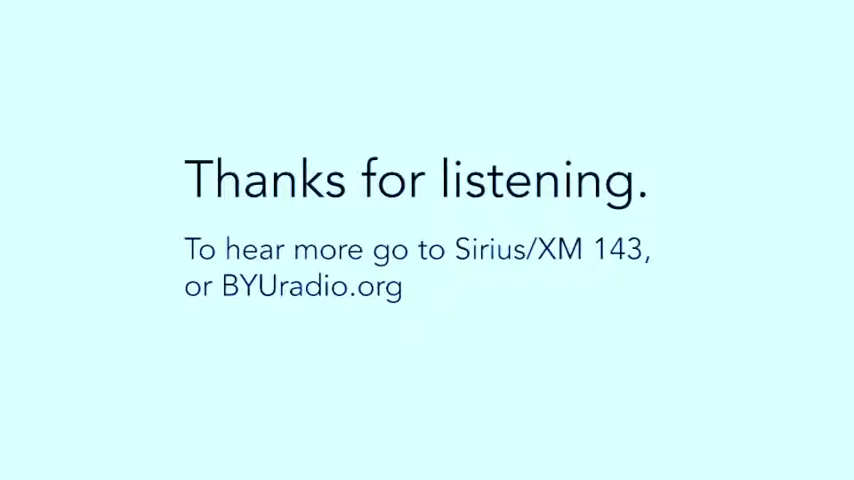 Thanks for listening.
To hear more go to Sirius/XM 143,
or BYUradio.org